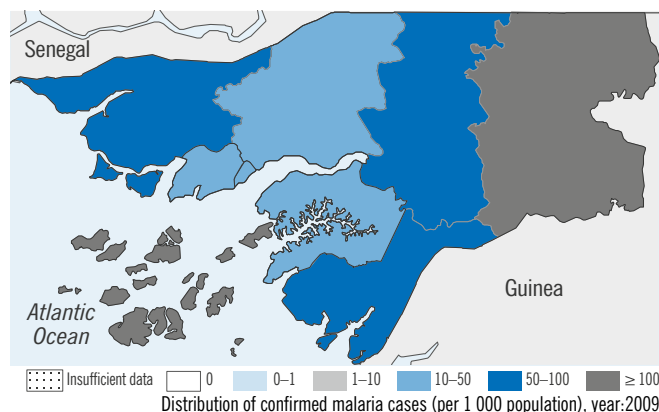 Senegal
Guinea
Atlantic
Ocean
Insufficient data 0 0–1 1–10 10–50 50–100 ≥ 100
Distribution of confirmed malaria cases (per 1 000 population), year:2009